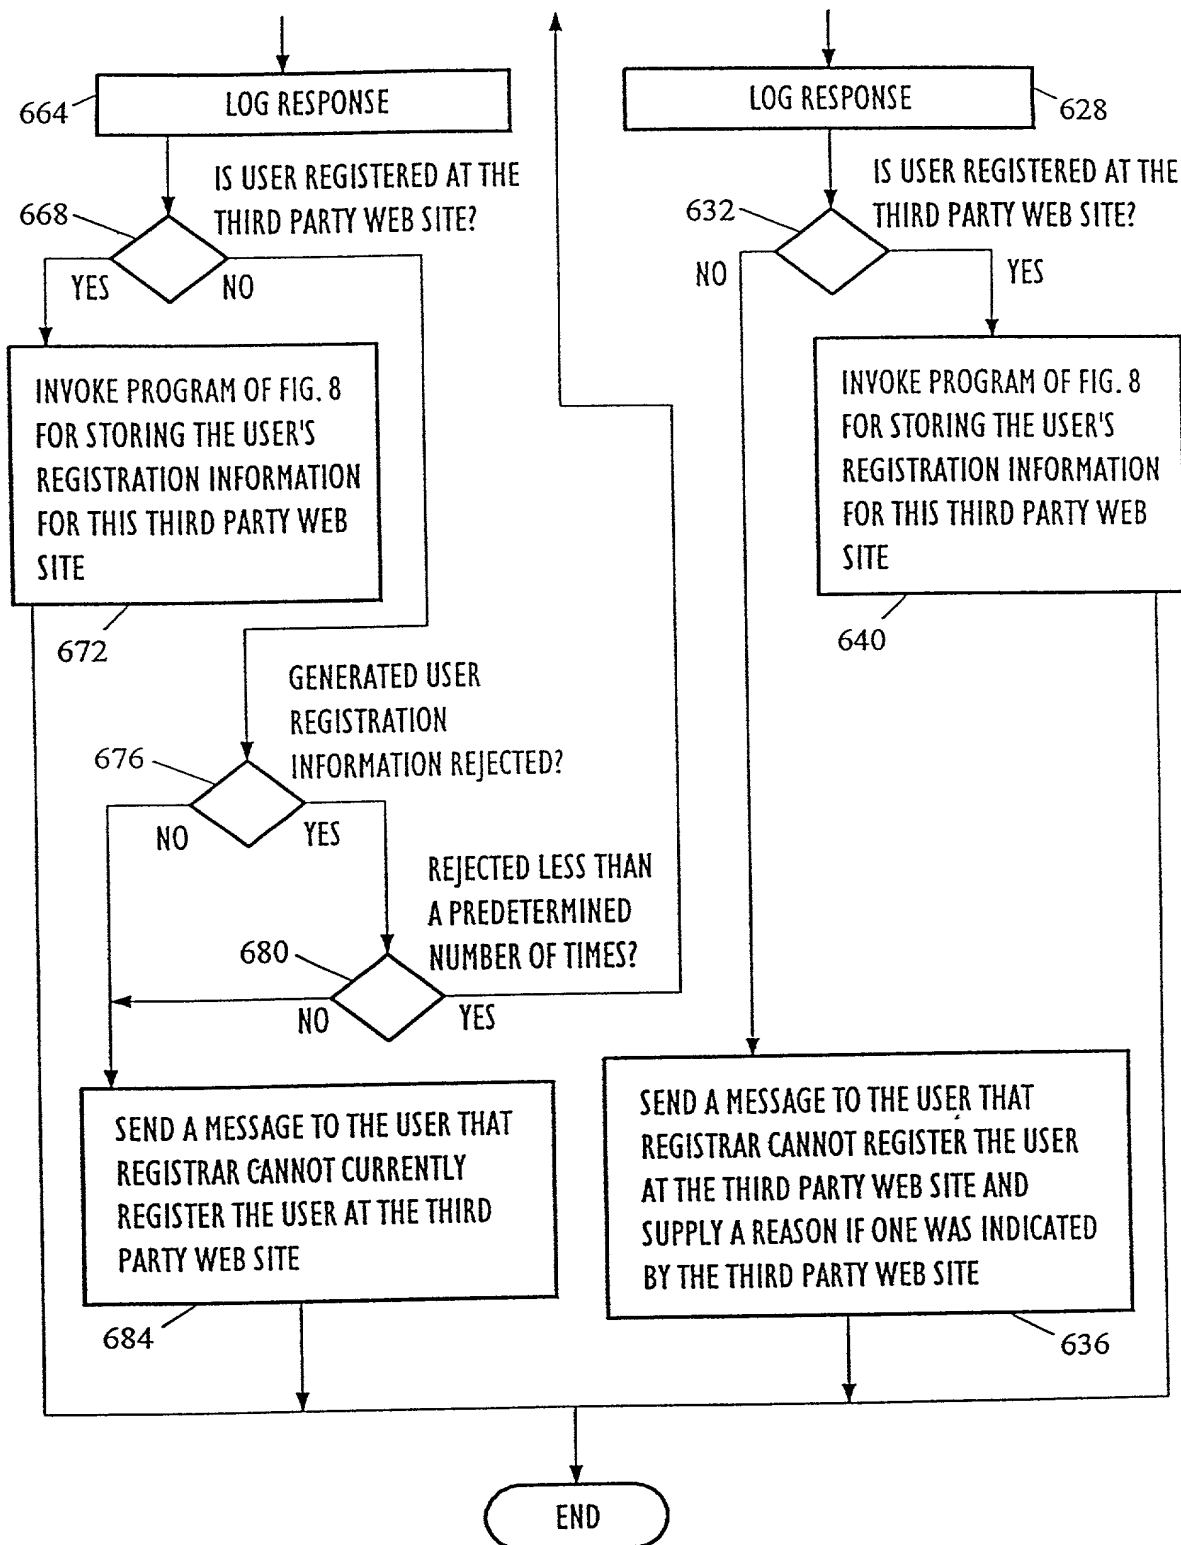 LOG RESPONSE
664
IS USER REGISTERED AT THE
THIRD PARTY WEB SITE?
668
YES
NO
INVOKE PROGRAM OF FIG. 8
FOR STORING THE USER'S
REGISTRATION INFORMATION
FOR THIS THIRD PARTY WEB
SITE
672
GENERATED USER
REGISTRATION
INFORMATION REJECTED?
676
NO
YES
REJECTED LESS THAN
A PREDETERMINED
NUMBER OF TIMES?
680
NO
YES
SEND A MESSAGE TO THE USER THAT
REGISTRAR CANNOT CURRENTLY
REGISTER THE USER AT THE THIRD
PARTY WEB SITE
684
LOG RESPONSE
628
IS USER REGISTERED AT THE
THIRD PARTY WEB SITE?
632
NO
YES
INVOKE PROGRAM OF FIG. 8
FOR STORING THE USER'S
REGISTRATION INFORMATION
FOR THIS THIRD PARTY WEB
SITE
640
SEND A MESSAGE TO THE USER THAT
REGISTRAR CANNOT REGISTER THE USER
AT THE THIRD PARTY WEB SITE AND
SUPPLY A REASON IF ONE WAS INDICATED
BY THE THIRD PARTY WEB SITE
636
END